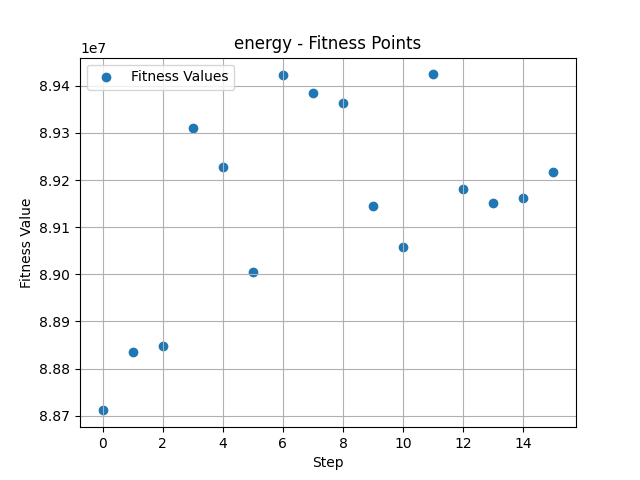 energy - Fitness Points
1e7
Fitness Values
8.94
8.93
8.92
8.91
8.90
8.89
8.88
8.87
Fitness Value
0 2 4 6 8 10 12 14
Step